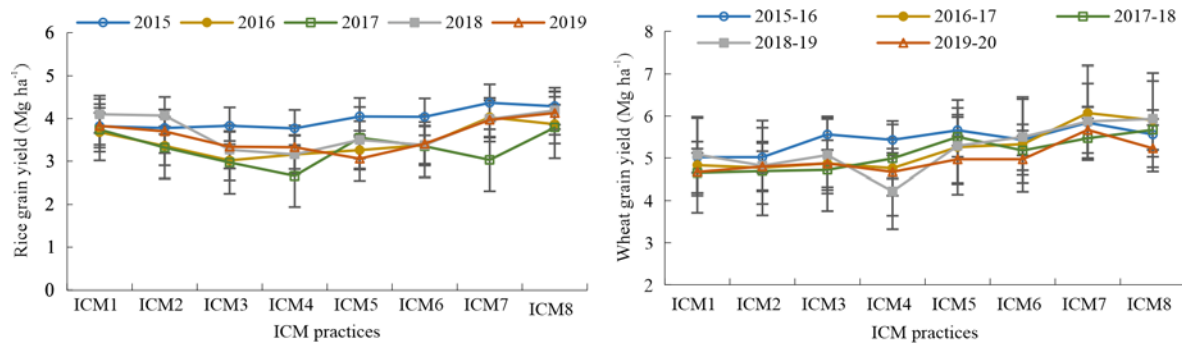 2015 2016 2017 2018 2019
Rice grain yield (Mg ha⁻¹)
6
5
4
3
2
1
0
ICM1 ICM2 ICM3 ICM4 ICM5 ICM6 ICM7 ICM8
ICM practices
2015-16 2016-17 2017-18
2018-19 2019-20
Wheat grain yield (Mg ha⁻¹)
8
7
6
5
4
3
2
ICM1 ICM2 ICM3 ICM4 ICM5 ICM6 ICM7 ICM8
ICM practices